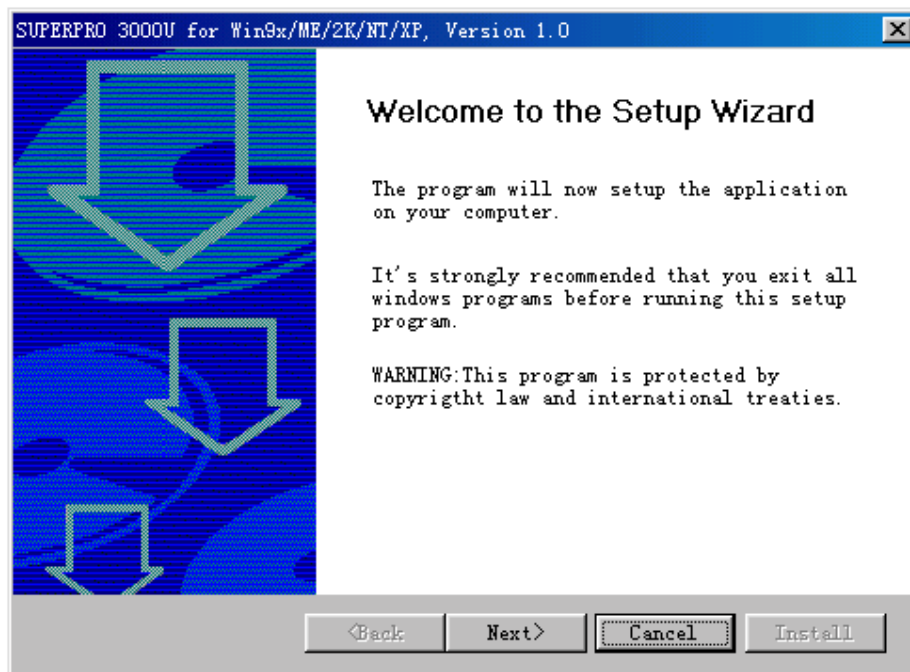 SUPERPRO 3000U for Win9x/ME/2K/NT/XP, Version 1.0
Welcome to the Setup Wizard
The program will now setup the application
on your computer.
It's strongly recommended that you exit all
windows programs before running this setup
program.
WARNING:This program is protected by
copyrigtht law and international treaties.
<Back Next> Cancel Install